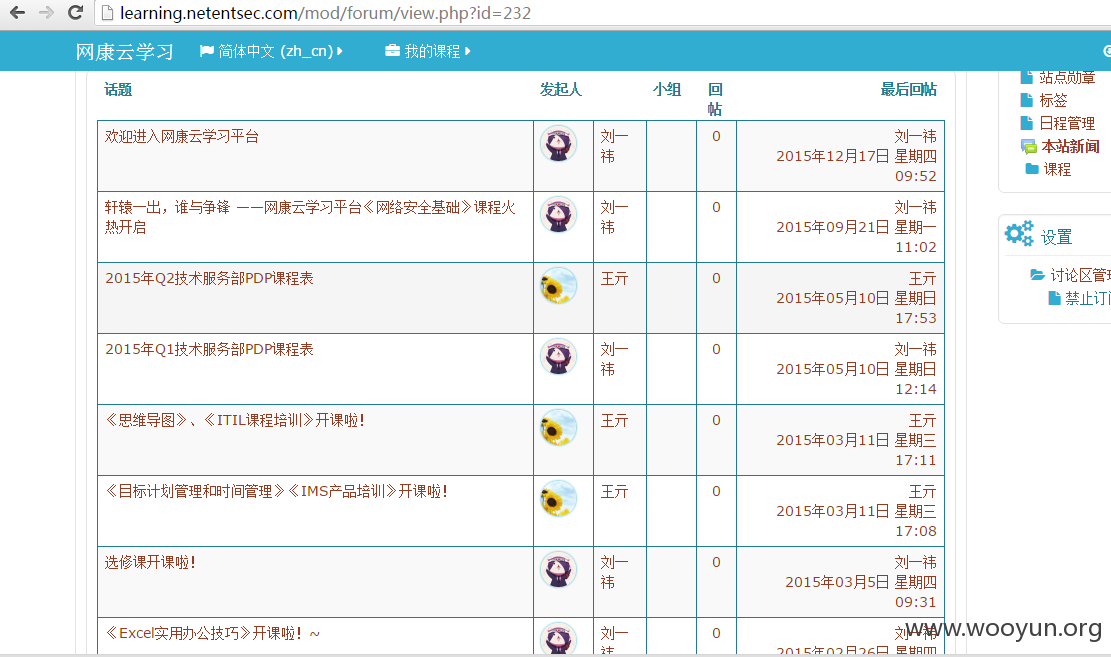 learning.netentsec.com/mod/forum/view.php?id=232
网康云学习 简体中文 (zh_cn) 我的课程
话题 发起人 小组 回帖 最后回帖
欢迎进入网康云学习平台 刘一祎 0 刘一祎
2015年12月17日 星期四
09:52
轩辕一出，谁与争锋 ——网康云学习平台《网络安全基础》课程火 刘一祎 0 刘一祎
热开启 2015年09月21日 星期一
11:02
2015年Q2技术服务部PDP课程表 王亓 0 王亓
2015年05月10日 星期日
17:53
2015年Q1技术服务部PDP课程表 刘一祎 0 刘一祎
2015年05月10日 星期日
12:14
《思维导图》、《ITIL课程培训》开课啦！ 王亓 0 王亓
2015年03月11日 星期三
17:11
《目标计划管理和时间管理》《IMS产品培训》开课啦！ 王亓 0 王亓
2015年03月11日 星期三
17:08
选修课开课啦！ 刘一祎 0 刘一祎
2015年03月5日 星期四
09:31
《Excel实用办公技巧》开课啦！~ 刘一 0 刘一祎
2015年02月26日 星期四
站点勋章
标签
日程管理
本站新闻
课程
设置
讨论区管
禁止订
www.wooyun.org